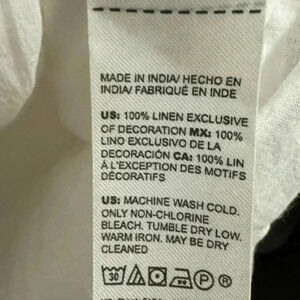 MADE IN INDIA/ HECHO EN
INDIA/ FABRIQUÉ EN INDE
US: 100% LINEN EXCLUSIVE
OF DECORATION MX: 100%
LINO EXCLUSIVO DE LA
DECORACIÓN CA: 100% LIN
À L'EXCEPTION DES MOTIFS
DÉCORATIFS
US: MACHINE WASH COLD.
ONLY NON-CHLORINE
BLEACH. TUMBLE DRY LOW.
WARM IRON. MAY BE DRY
CLEANED
30 P